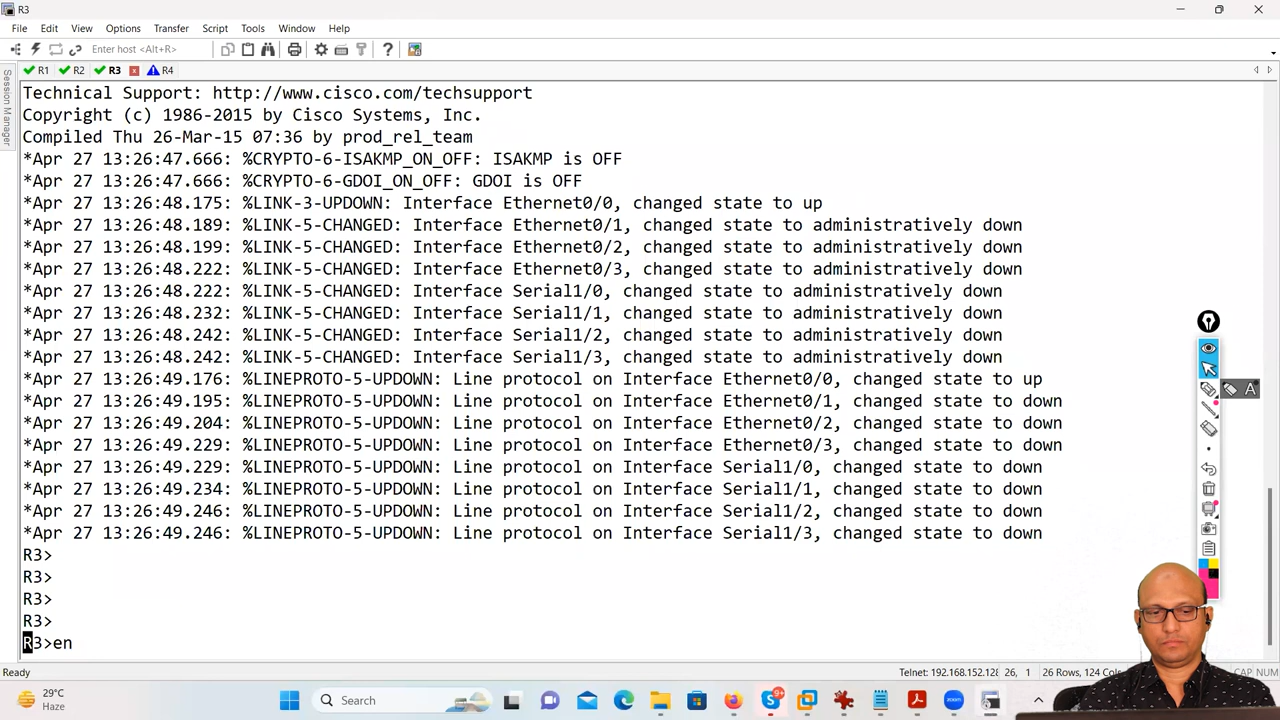 R3
File Edit View Options Transfer Script Tools Window Help
Enter host <Alt+R>
R1 R2 R3 R4
Session Manager
Technical Support: http://www.cisco.com/techsupport
Copyright (c) 1986-2015 by Cisco Systems, Inc.
Compiled Thu 26-Mar-15 07:36 by prod_rel_team
*Apr 27 13:26:47.666: %CRYPTO-6-ISAKMP_ON_OFF: ISAKMP is OFF
*Apr 27 13:26:47.666: %CRYPTO-6-GDOI_ON_OFF: GDOI is OFF
*Apr 27 13:26:48.175: %LINK-3-UPDOWN: Interface Ethernet0/0, changed state to up
*Apr 27 13:26:48.189: %LINK-5-CHANGED: Interface Ethernet0/1, changed state to administratively down
*Apr 27 13:26:48.199: %LINK-5-CHANGED: Interface Ethernet0/2, changed state to administratively down
*Apr 27 13:26:48.222: %LINK-5-CHANGED: Interface Ethernet0/3, changed state to administratively down
*Apr 27 13:26:48.222: %LINK-5-CHANGED: Interface Serial1/0, changed state to administratively down
*Apr 27 13:26:48.232: %LINK-5-CHANGED: Interface Serial1/1, changed state to administratively down
*Apr 27 13:26:48.242: %LINK-5-CHANGED: Interface Serial1/2, changed state to administratively down
*Apr 27 13:26:48.242: %LINK-5-CHANGED: Interface Serial1/3, changed state to administratively down
*Apr 27 13:26:49.176: %LINEPROTO-5-UPDOWN: Line protocol on Interface Ethernet0/0, changed state to up
*Apr 27 13:26:49.195: %LINEPROTO-5-UPDOWN: Line protocol on Interface Ethernet0/1, changed state to down
*Apr 27 13:26:49.204: %LINEPROTO-5-UPDOWN: Line protocol on Interface Ethernet0/2, changed state to down
*Apr 27 13:26:49.229: %LINEPROTO-5-UPDOWN: Line protocol on Interface Ethernet0/3, changed state to down
*Apr 27 13:26:49.229: %LINEPROTO-5-UPDOWN: Line protocol on Interface Serial1/0, changed state to down
*Apr 27 13:26:49.234: %LINEPROTO-5-UPDOWN: Line protocol on Interface Serial1/1, changed state to down
*Apr 27 13:26:49.246: %LINEPROTO-5-UPDOWN: Line protocol on Interface Serial1/2, changed state to down
*Apr 27 13:26:49.246: %LINEPROTO-5-UPDOWN: Line protocol on Interface Serial1/3, changed state to down
R3>
R3>
R3>
R3>
R3>en
A
Ready Telnet: 192.168.152.128 26, 1 26 Rows, 124 Col CAP NUM
29°C
Haze
Search
9+
zoom